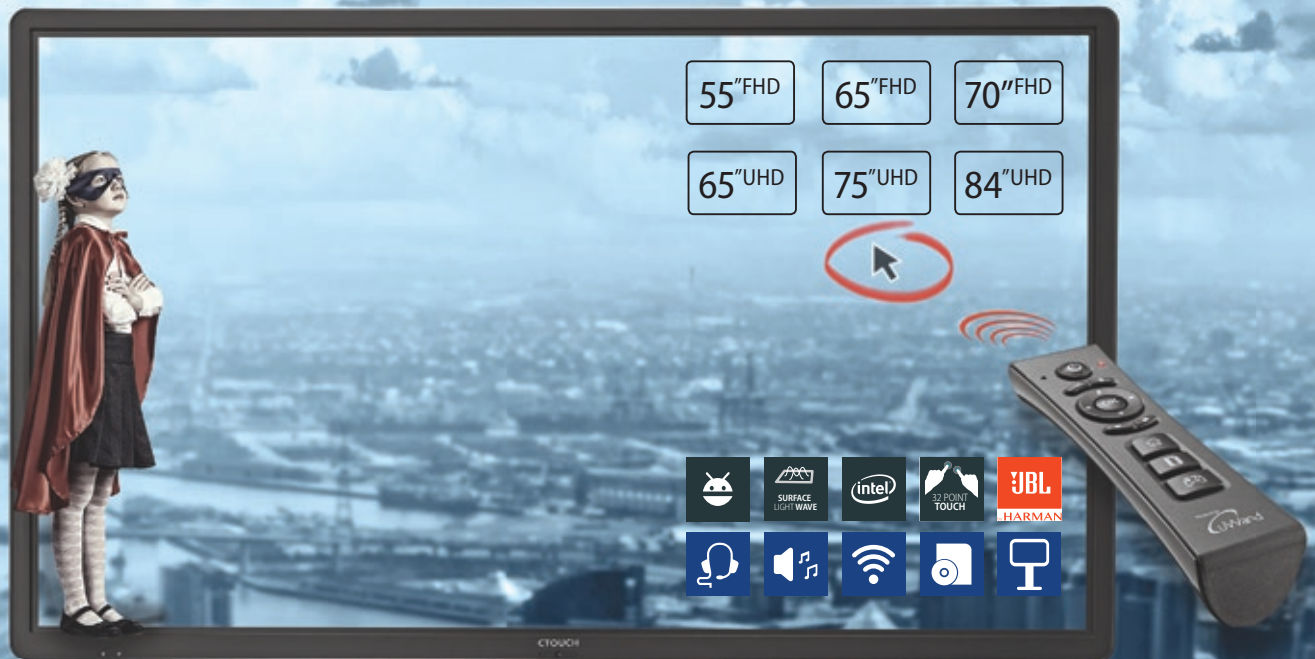 55″FHD 65″FHD 70″FHD
65″UHD 75″UHD 84″UHD
SURFACE
LIGHT WAVE
intel
32 POINT
TOUCH
JBL
HARMAN
uWand
CTOUCH